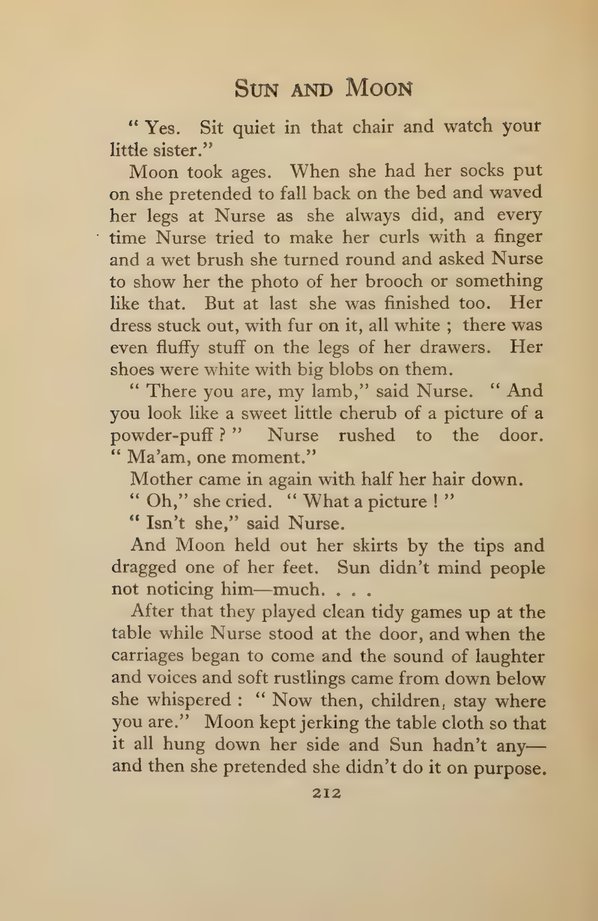 Sun and Moon
“ Yes. Sit quiet in that chair and watch your
little sister.”
Moon took ages. When she had her socks put
on she pretended to fall back on the bed and waved
her legs at Nurse as she always did, and every
time Nurse tried to make her curls with a finger
and a wet brush she turned round and asked Nurse
to show her the photo of her brooch or something
like that. But at last she was finished too. Her
dress stuck out, with fur on it, all white ; there was
even fluffy stuff on the legs of her drawers. Her
shoes were white with big blobs on them.
“ There you are, my lamb,” said Nurse. “ And
you look like a sweet little cherub of a picture of a
powder-puff ? ” Nurse rushed to the door.
“ Ma’am, one moment.”
Mother came in again with half her hair down.
“ Oh,” she cried. “ What a picture ! ”
“ Isn’t she,” said Nurse.
And Moon held out her skirts by the tips and
dragged one of her feet. Sun didn’t mind people
not noticing him—much. . . .
After that they played clean tidy games up at the
table while Nurse stood at the door, and when the
carriages began to come and the sound of laughter
and voices and soft rustlings came from down below
she whispered : “ Now then, children, stay where
you are.” Moon kept jerking the table cloth so that
it all hung down her side and Sun hadn’t any—
and then she pretended she didn’t do it on purpose.
212